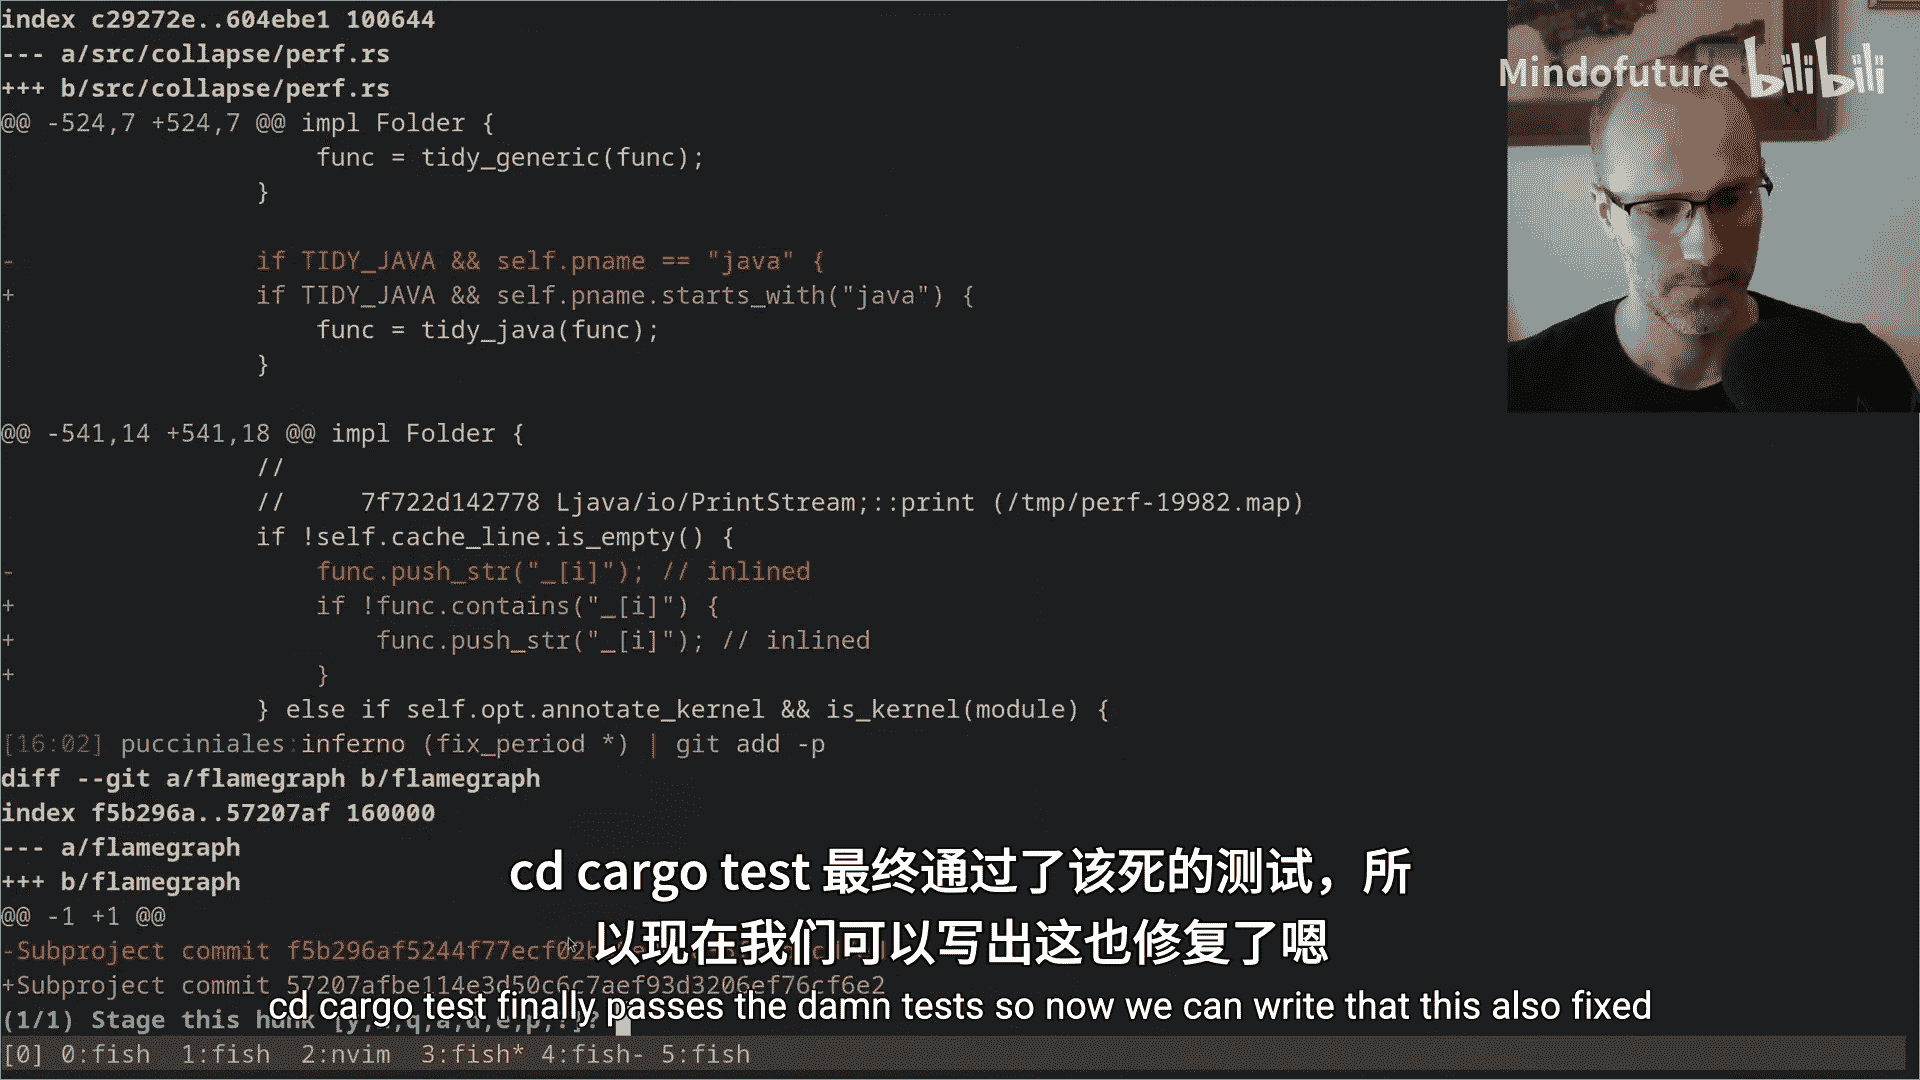 index c29272e..604ebe1 100644
--- a/src/collapse/perf.rs
+++ b/src/collapse/perf.rs
@@ -524,7 +524,7 @@ impl Folder {
func = tidy_generic(func);
}
- if TIDY_JAVA && self.pname == "java" {
+ if TIDY_JAVA && self.pname.starts_with("java") {
func = tidy_java(func);
}
@@ -541,14 +541,18 @@ impl Folder {
//
// 7f722d142778 Ljava/io/PrintStream;::print (/tmp/perf-19982.map)
if !self.cache_line.is_empty() {
- func.push_str("_[i]"); // inlined
+ if !func.contains("_[i]") {
+ func.push_str("_[i]"); // inlined
+ }
} else if self.opt.annotate_kernel && is_kernel(module) {
[16:02] pucciniales:inferno (fix_period *) | git add -p
diff --git a/flamegraph b/flamegraph
index f5b296a..57207af 160000
--- a/flamegraph
+++ b/flamegraph
@@ -1 +1 @@
-Subproject commit
+Subproject commit 57207afbe114e3d50c6c7aef93d3206ef76cf6e2
(1/1) Stage this hunk
[0] 0:fish 1:fish 2:nvim 3:fish* 4:fish- 5:fish
Mindofuture bilibili
cd cargo test 最终通过了该死的测试，所
以现在我们可以写出这也修复了嗯
cd cargo test finally passes the damn tests so now we can write that this also fixed